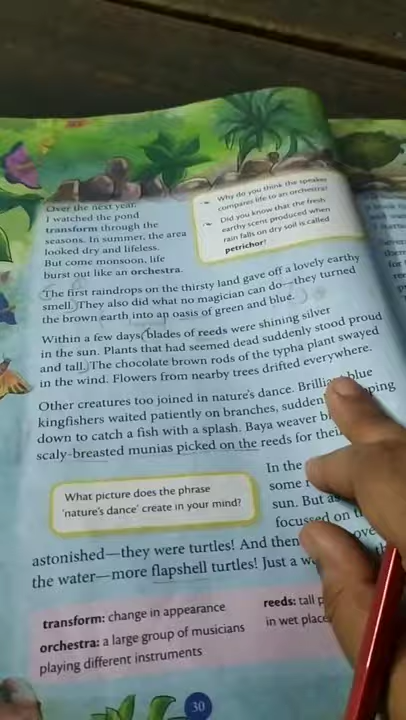 Over the next year,
I watched the pond
transform through the
seasons. In summer, the area
looked dry and lifeless.
But come monsoon, life
burst out like an orchestra.
Why do you think the speaker
compares life to an orchestra?
Did you know that the fresh
earthy scent produced when
rain falls on dry soil is called
petrichor?
The first raindrops on the thirsty land gave off a lovely earthy
smell. They also did what no magician can do—they turned
the brown earth into an oasis of green and blue.
Within a few days, blades of reeds were shining silver
in the sun. Plants that had seemed dead suddenly stood proud
and tall. The chocolate brown rods of the typha plant swayed
in the wind. Flowers from nearby trees drifted everywhere.
Other creatures too joined in nature's dance. blue
kingfishers waited patiently on branches,
down to catch a fish with a splash. Baya weaver
scaly-breasted munias picked on the reeds for
In the
some
sun. But
focussed on
What picture does the phrase
'nature's dance' create in your mind?
astonished—they were turtles! And then
the water—more flapshell turtles! Just a
transform: change in appearance
orchestra: a large group of musicians
playing different instruments
reeds: tall
in wet
30